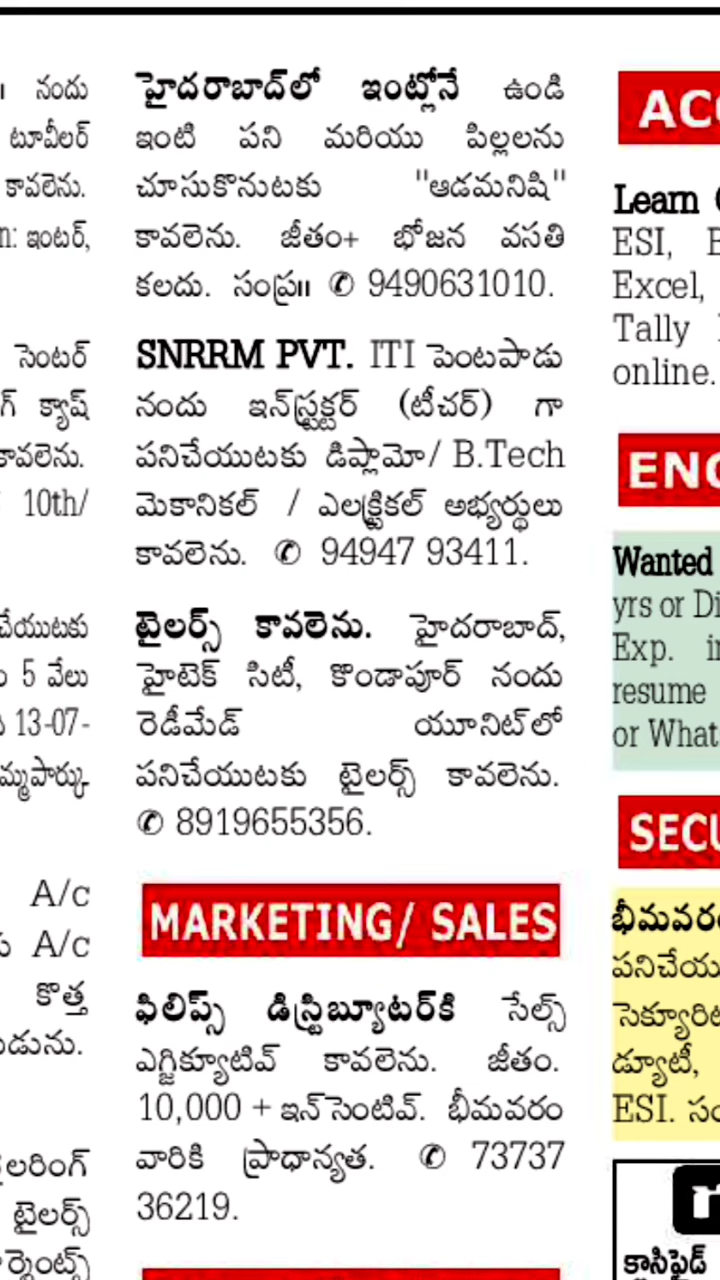 ॥ నందు
టూవీలర్
కావలెను.
n: ఇంటర్,
సెంటర్
గ్ క్యాష్
కావలెను.
10th/
చేయుటకు
5 వేలు
13-07-
మ్మపార్కు
A/c
A/c
కొత్త
డును.
లరింగ్
టైలర్స్
హైదరాబాద్‌లో ఇంట్లోనే ఉండి
ఇంటి పని మరియు పిల్లలను
చూసుకొనుటకు "ఆడమనిషి"
కావలెను. జీతం+ భోజన వసతి
కలదు. సంప్ర॥ ✆ 9490631010.
SNRRM PVT. ITI పెంటపాడు
నందు ఇన్‌స్ట్రక్టర్ (టీచర్) గా
పనిచేయుటకు డిప్లామో/ B.Tech
మెకానికల్ / ఎలక్ట్రికల్ అభ్యర్థులు
కావలెను. ✆ 94947 93411.
టైలర్స్ కావలెను. హైదరాబాద్,
హైటెక్ సిటీ, కొండాపూర్ నందు
రెడీమేడ్ యూనిట్‌లో
పనిచేయుటకు టైలర్స్ కావలెను.
✆ 8919655356.
MARKETING/ SALES
ఫిలిప్స్ డిస్ట్రిబ్యూటర్‌కి సేల్స్
ఎగ్జిక్యూటివ్ కావలెను. జీతం.
10,000 + ఇన్‌సెంటివ్. భీమవరం
వారికి ప్రాధాన్యత. ✆ 73737
36219.
ACC
Learn
ESI,
Excel,
Tally
online.
ENG
Wanted
yrs or Di
Exp. in
resume
or What
SECU
భీమవర
పనిచేయు
సెక్యూరిట
డ్యూటీ,
ESI. సం
కాసిఫైడ్